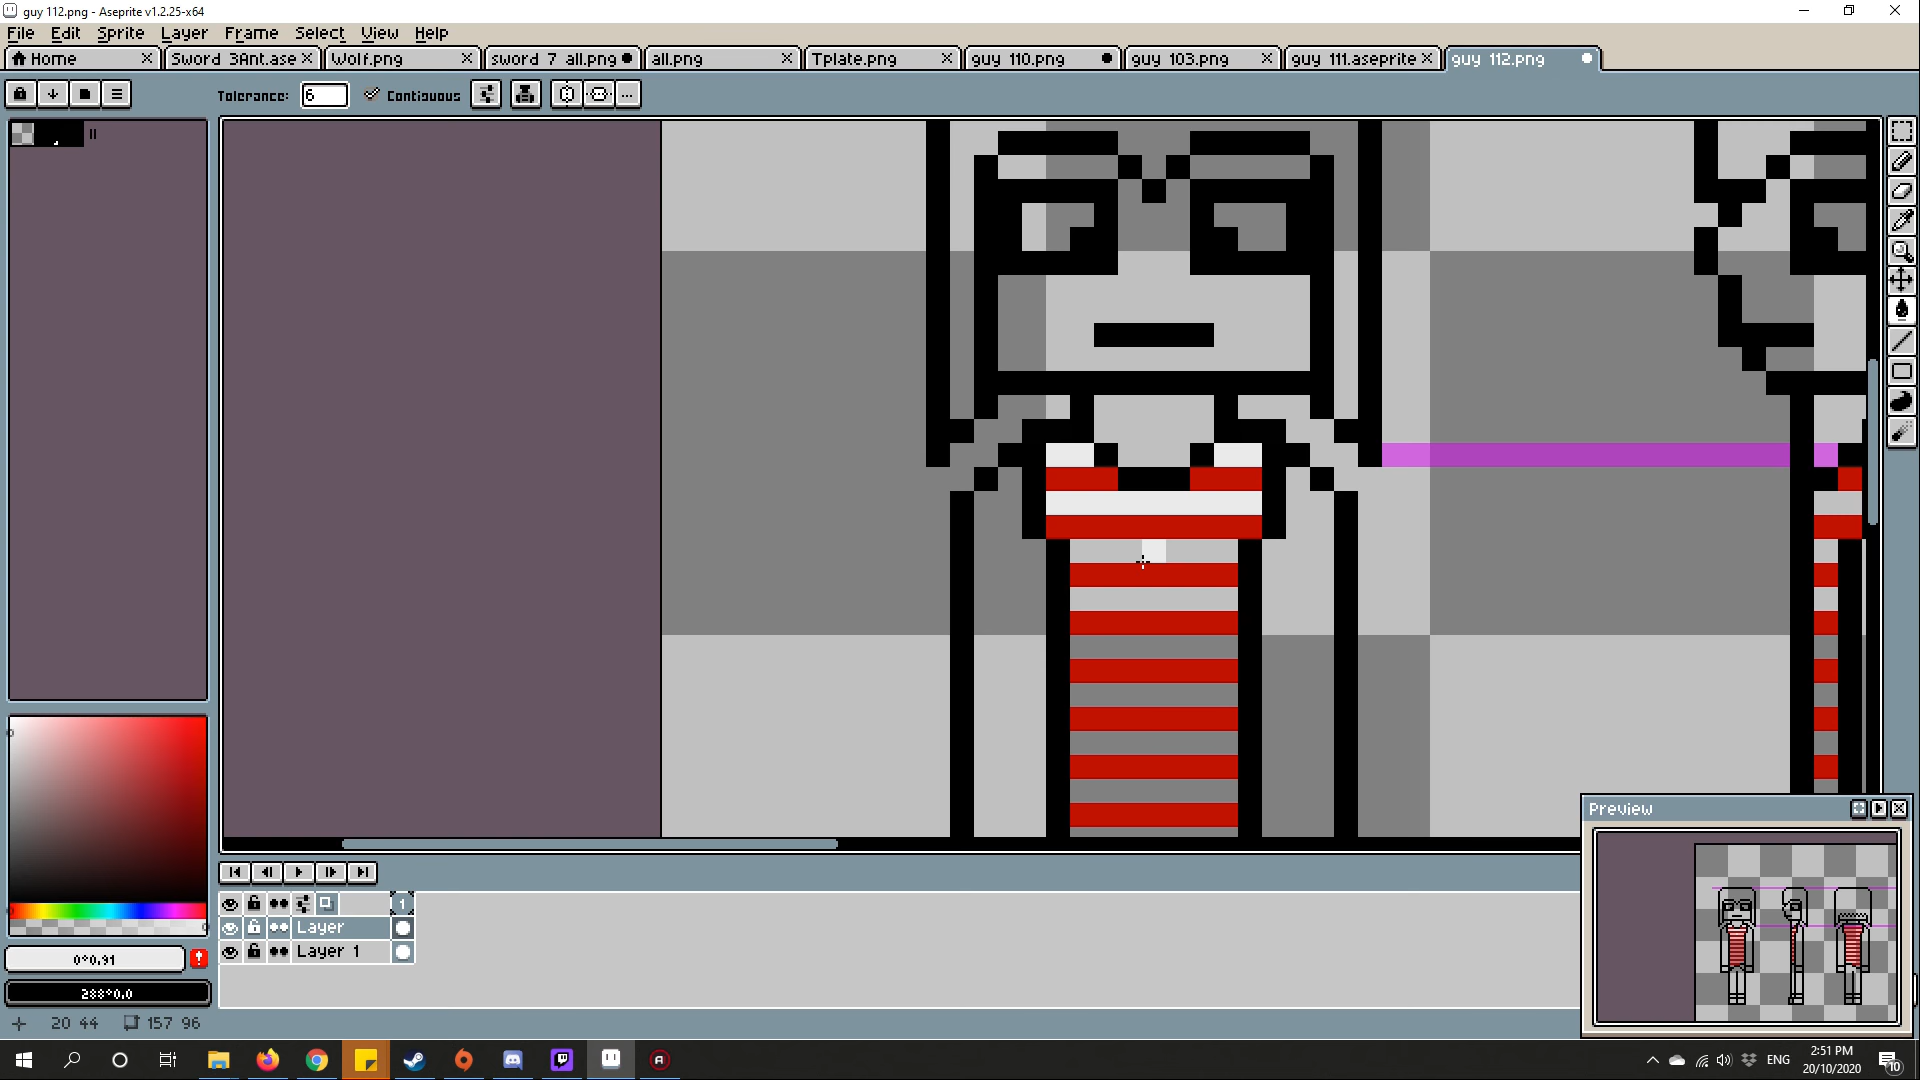 guy 112.png - Aseprite v1.2.25-x64
File Edit Sprite Layer Frame Select View Help
Home Sword 3Ant.ase Wolf.png sword 7 all.png all.png Tplate.png guy 110.png guy 103.png guy 111.aseprite guy 112.png
Tolerance: 6 Contiguous
Preview
1
Layer
Layer 1
0°0.91
288°0.0
20 44 157 96
ENG
2:51 PM
20/10/2020
10